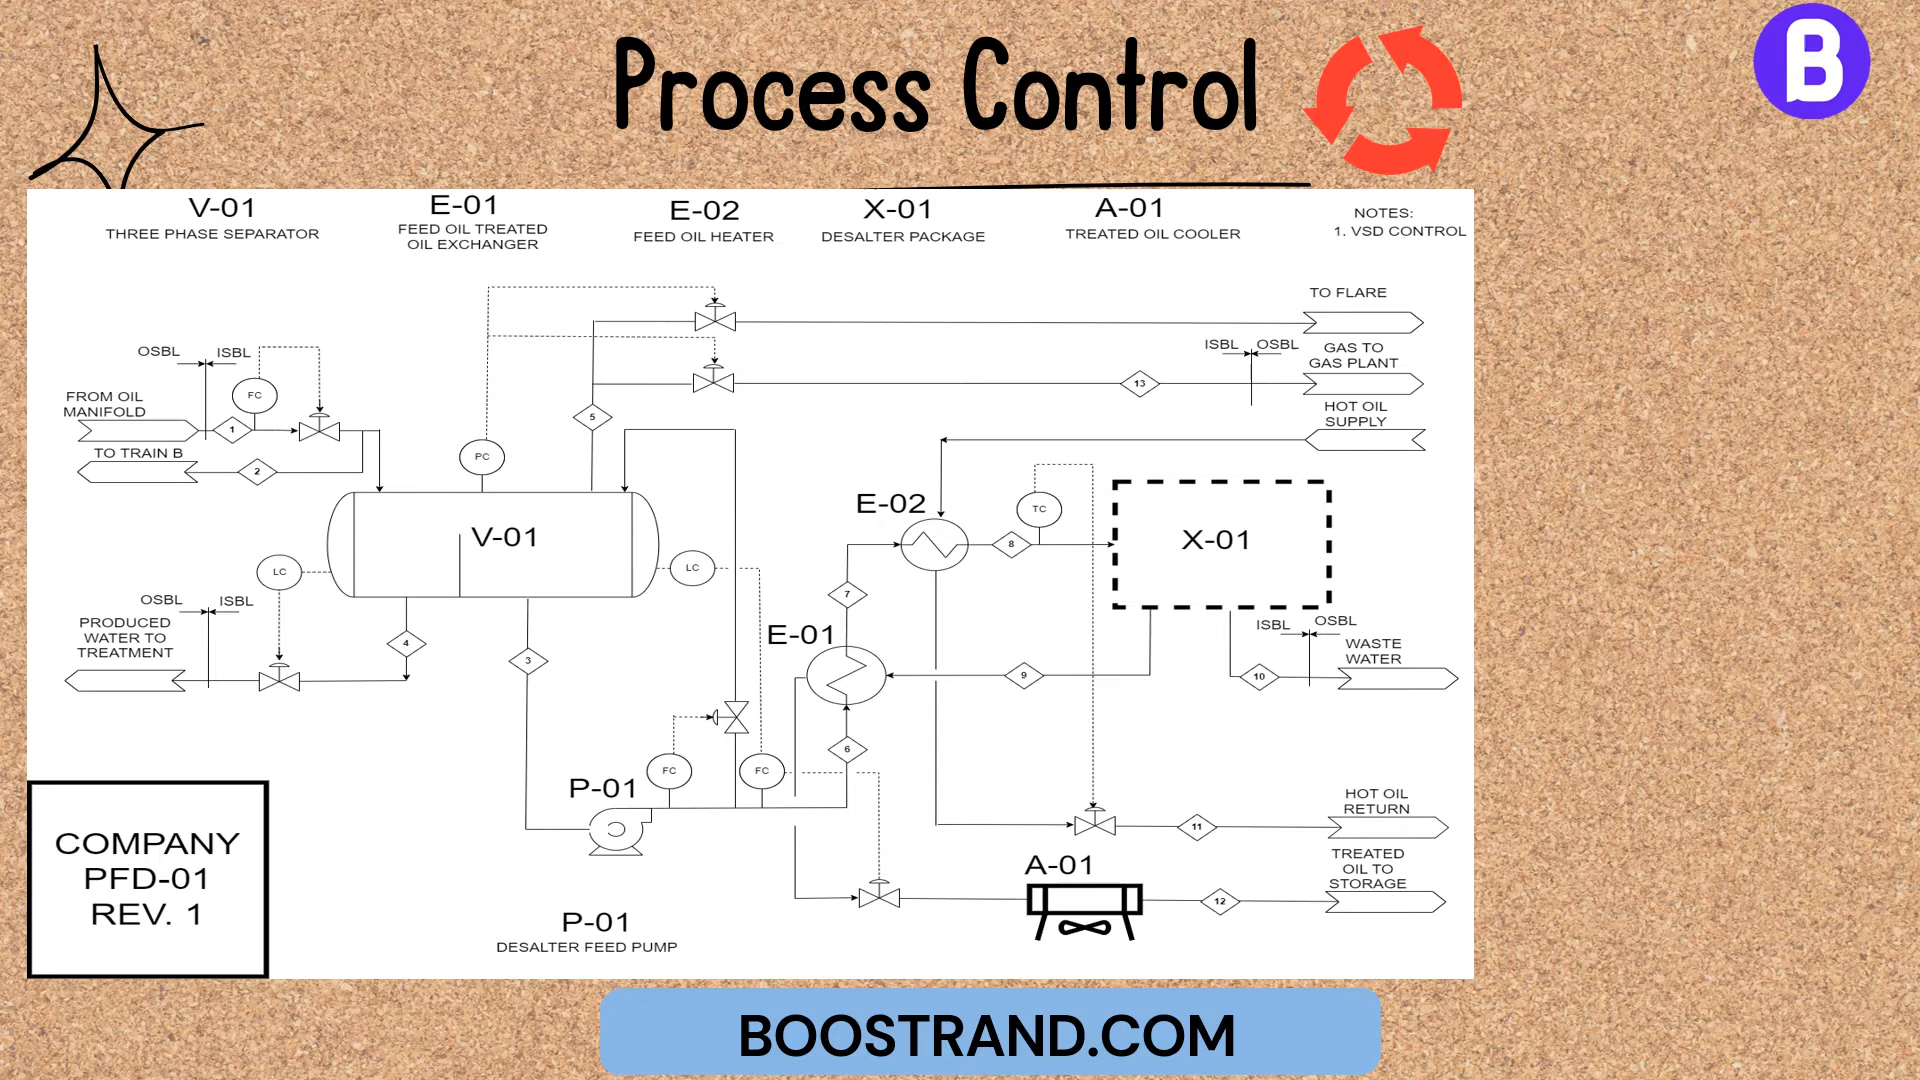 Process Control
B
V-01
THREE PHASE SEPARATOR
E-01
FEED OIL TREATED
OIL EXCHANGER
E-02
FEED OIL HEATER
X-01
DESALTER PACKAGE
A-01
TREATED OIL COOLER
NOTES:
1. VSD CONTROL
TO FLARE
ISBL
OSBL
GAS TO
GAS PLANT
13
HOT OIL
SUPPLY
OSBL
ISBL
FC
FROM OIL
MANIFOLD
1
TO TRAIN B
2
5
PC
V-01
LC
LC
E-02
TC
8
X-01
OSBL
ISBL
PRODUCED
WATER TO
TREATMENT
4
3
7
E-01
9
ISBL
OSBL
WASTE
WATER
10
6
FC
FC
P-01
HOT OIL
RETURN
11
TREATED
OIL TO
STORAGE
A-01
12
COMPANY
PFD-01
REV. 1
P-01
DESALTER FEED PUMP
BOOSTRAND.COM